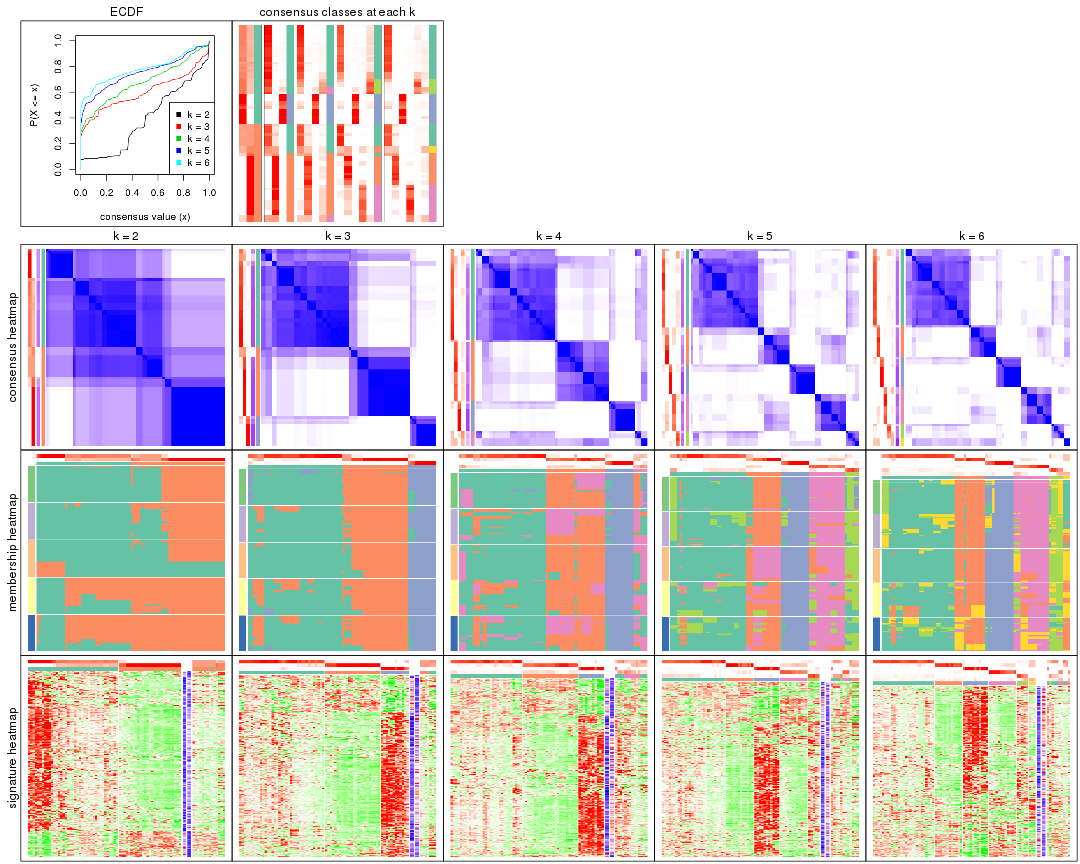 ECDF
consensus classes at each k
P(X <= x)
1.0
0.8
0.6
0.4
0.2
0.0
k = 2
k = 3
k = 4
k = 5
k = 6
0.0 0.2 0.4 0.6 0.8 1.0
consensus value (x)
k = 2
k = 3
k = 4
k = 5
k = 6
consensus heatmap
membership heatmap
signature heatmap